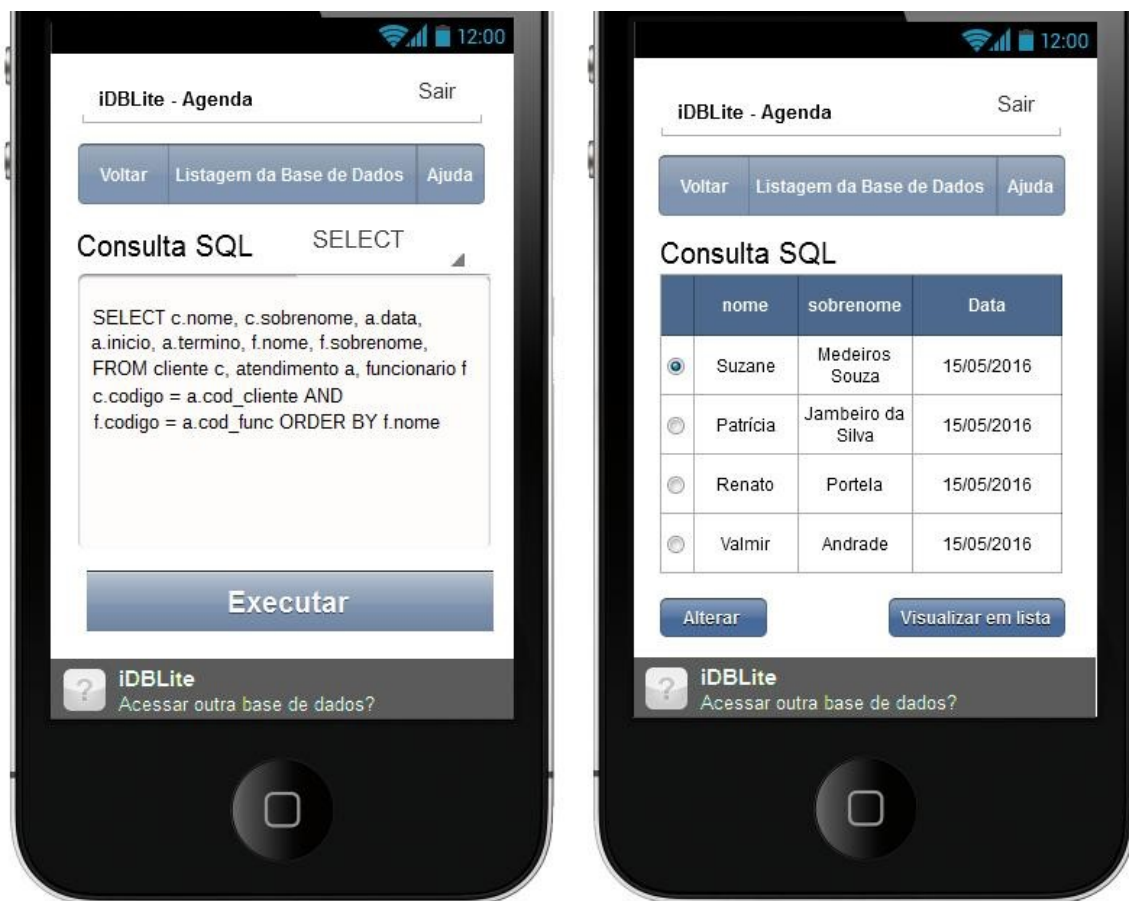 12:00
iDBLite - Agenda
Sair
Voltar
Listagem da Base de Dados
Ajuda
Consulta SQL
SELECT
SELECT c.nome, c.sobrenome, a.data,
a.inicio, a.termino, f.nome, f.sobrenome,
FROM cliente c, atendimento a, funcionario f
c.codigo = a.cod_cliente AND
f.codigo = a.cod_func ORDER BY f.nome
Executar
?
iDBLite
Acessar outra base de dados?
12:00
iDBLite - Agenda
Sair
Voltar
Listagem da Base de Dados
Ajuda
Consulta SQL
nome sobrenome Data
Suzane Medeiros Souza 15/05/2016
Patrícia Jambeiro da Silva 15/05/2016
Renato Portela 15/05/2016
Valmir Andrade 15/05/2016
Alterar
Visualizar em lista
?
iDBLite
Acessar outra base de dados?